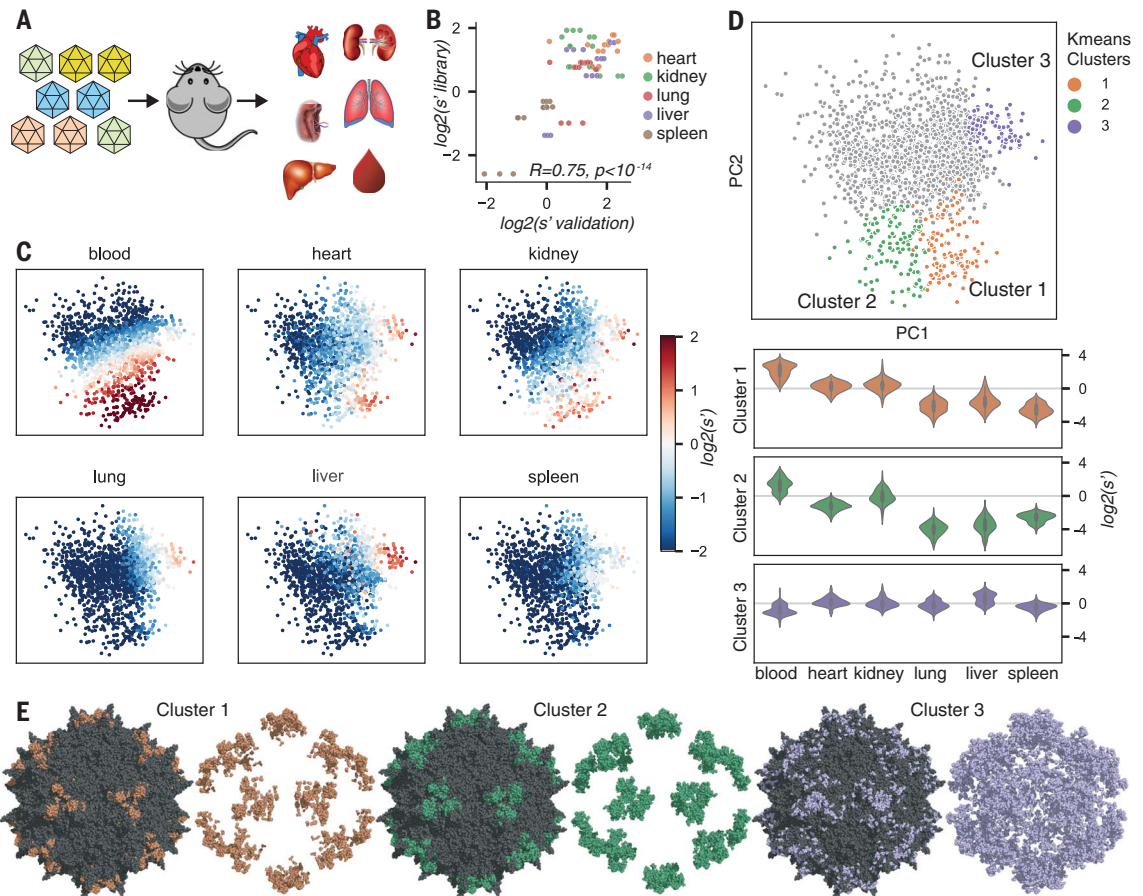 A
B
log2(s' library)
2
0
−2
−2
0
2
log2(s' validation)
R=0.75, p<10⁻¹⁴
heart
kidney
lung
liver
spleen
C
blood
heart
kidney
lung
liver
spleen
2
1
0
−1
−2
log2(s')
D
PC2
PC1
Cluster 3
Cluster 2
Cluster 1
Kmeans
Clusters
1
2
3
Cluster 1
4
0
−4
Cluster 2
4
0
−4
log2(s')
Cluster 3
4
0
−4
blood heart kidney lung liver spleen
E
Cluster 1
Cluster 2
Cluster 3